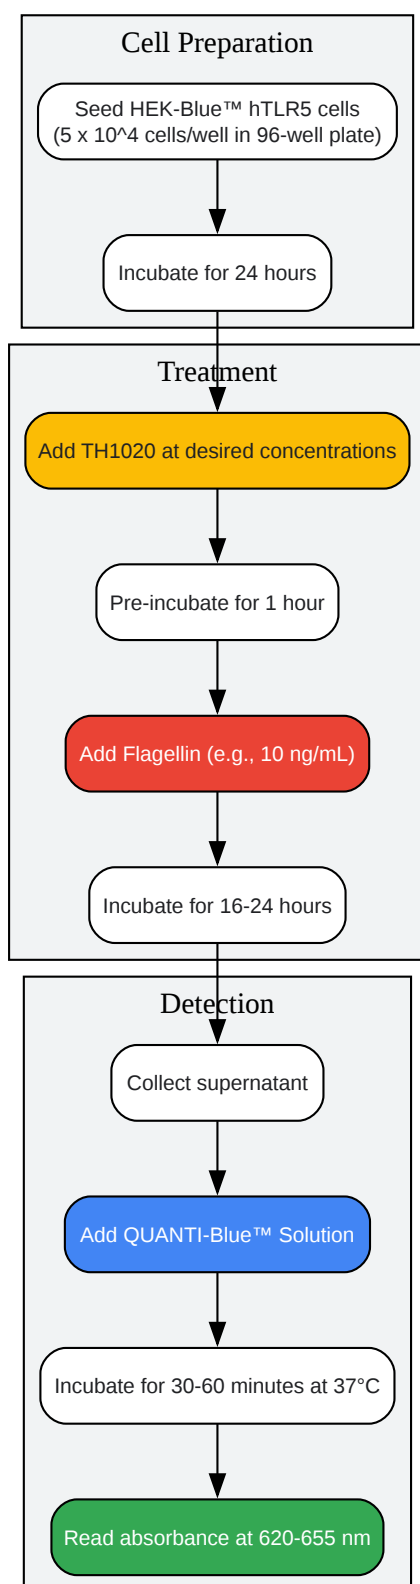 Cell Preparation
Seed HEK-Blue™ hTLR5 cells
(5 x 10^4 cells/well in 96-well plate)
Incubate for 24 hours
Treatment
Add TH1020 at desired concentrations
Pre-incubate for 1 hour
Add Flagellin (e.g., 10 ng/mL)
Incubate for 16-24 hours
Detection
Collect supernatant
Add QUANTI-Blue™ Solution
Incubate for 30-60 minutes at 37°C
Read absorbance at 620-655 nm